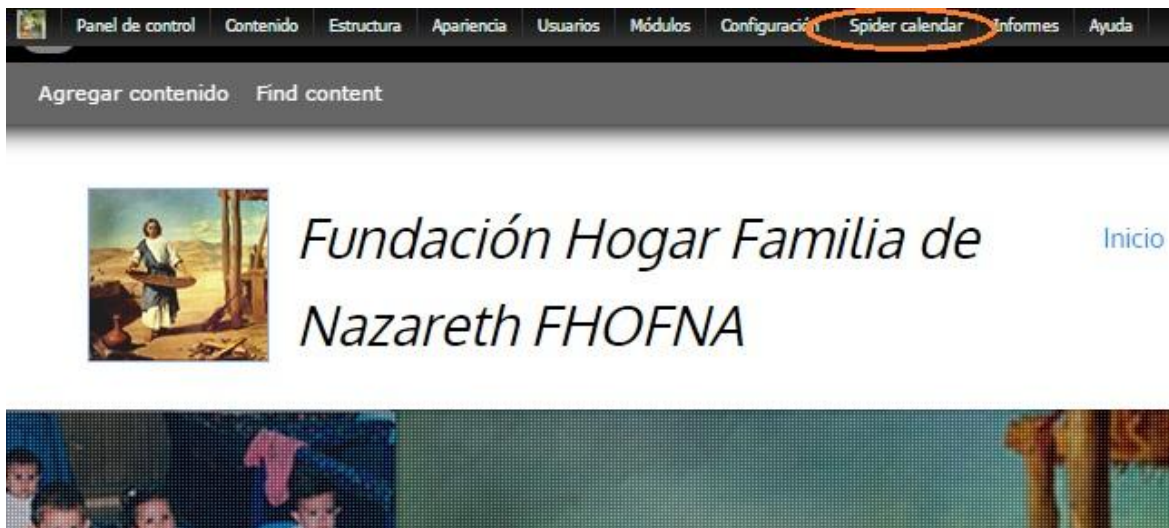 Panel de control Contenido Estructura Apariencia Usuarios Módulos Configuración Spider calendar Informes Ayuda
Agregar contenido Find content
Fundación Hogar Familia de
Nazareth FHOFNA
Inicio